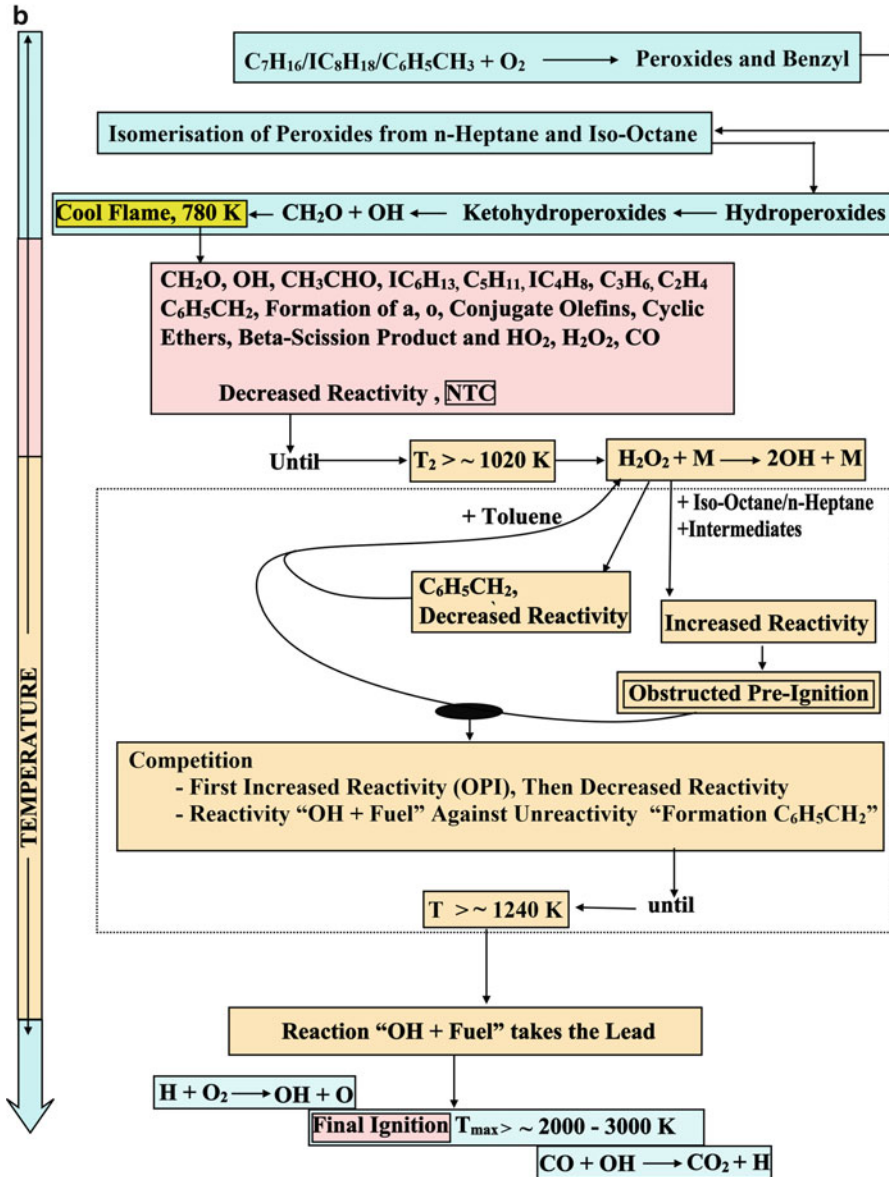 b
C₇H₁₆/IC₈H₁₈/C₆H₅CH₃ + O₂ → Peroxides and Benzyl
Isomerisation of Peroxides from n-Heptane and Iso-Octane
Cool Flame, 780 K ← CH₂O + OH ← Ketohydroperoxides ← Hydroperoxides
CH₂O, OH, CH₃CHO, IC₆H₁₃, C₅H₁₁, IC₄H₈, C₃H₆, C₂H₄
C₆H₅CH₂, Formation of a, o, Conjugate Olefins, Cyclic
Ethers, Beta-Scission Product and HO₂, H₂O₂, CO
Decreased Reactivity , NTC
Until → T₂ > ~ 1020 K → H₂O₂ + M → 2OH + M
+ Toluene
+ Iso-Octane/n-Heptane
+Intermediates
C₆H₅CH₂,
Decreased Reactivity
Increased Reactivity
Obstructed Pre-Ignition
TEMPERATURE
Competition
- First Increased Reactivity (OPI), Then Decreased Reactivity
- Reactivity “OH + Fuel” Against Unreactivity “Formation C₆H₅CH₂”
T > ~ 1240 K ← until
Reaction “OH + Fuel” takes the Lead
H + O₂ → OH + O
Final Ignition Tmax > ~ 2000 - 3000 K
CO + OH → CO₂ + H